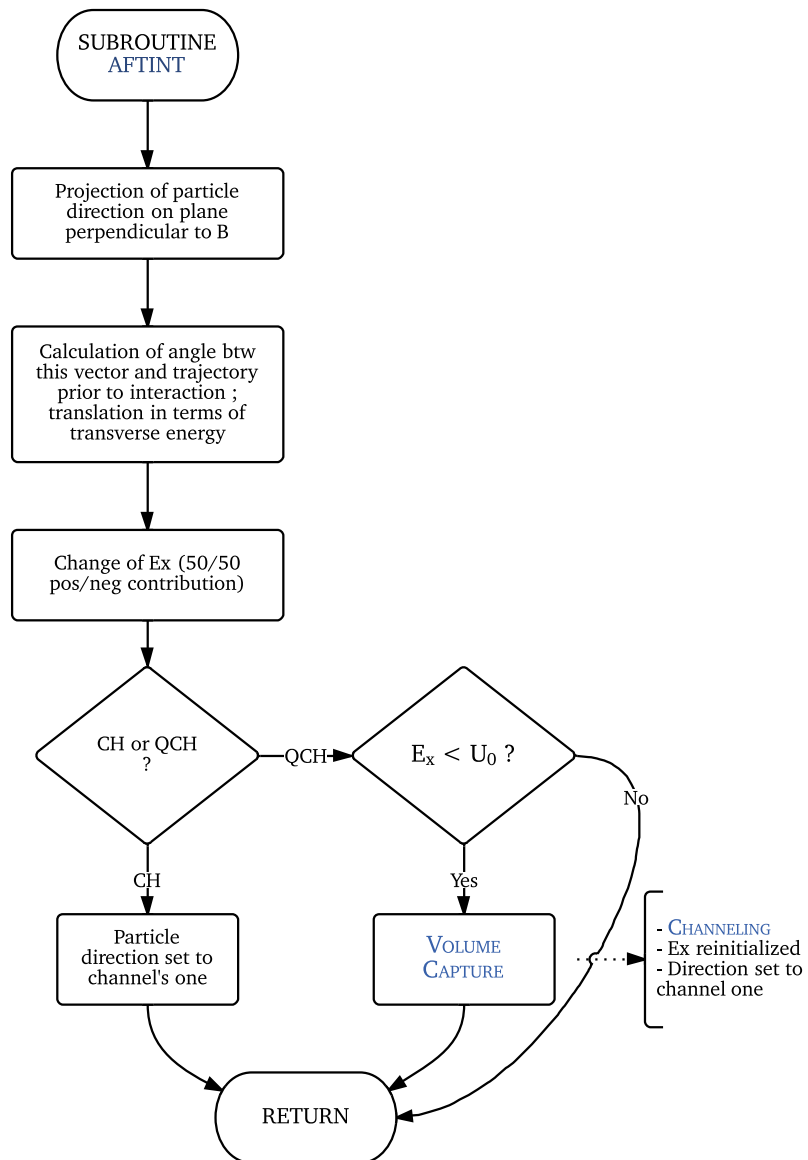 SUBROUTINE
AFTINT
Projection of particle
direction on plane
perpendicular to B
Calculation of angle btw
this vector and trajectory
prior to interaction ;
translation in terms of
transverse energy
Change of Ex (50/50
pos/neg contribution)
CH or QCH
?
QCH
Eₓ < U₀ ?
No
CH
Yes
Particle
direction set to
channel's one
VOLUME
CAPTURE
- CHANNELING
- Ex reinitialized
- Direction set to
channel one
RETURN